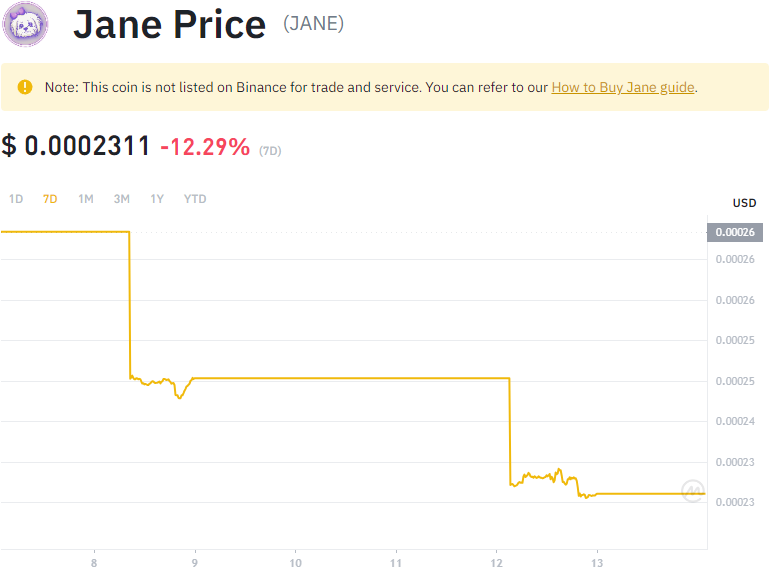 Jane Price (JANE)
Note: This coin is not listed on Binance for trade and service. You can refer to our How to Buy Jane guide.
$ 0.0002311 -12.29% (7D)
1D 7D 1M 3M 1Y YTD
USD
0.00026
0.00026
0.00026
0.00025
0.00025
0.00024
0.00023
0.00023
8 9 10 11 12 13